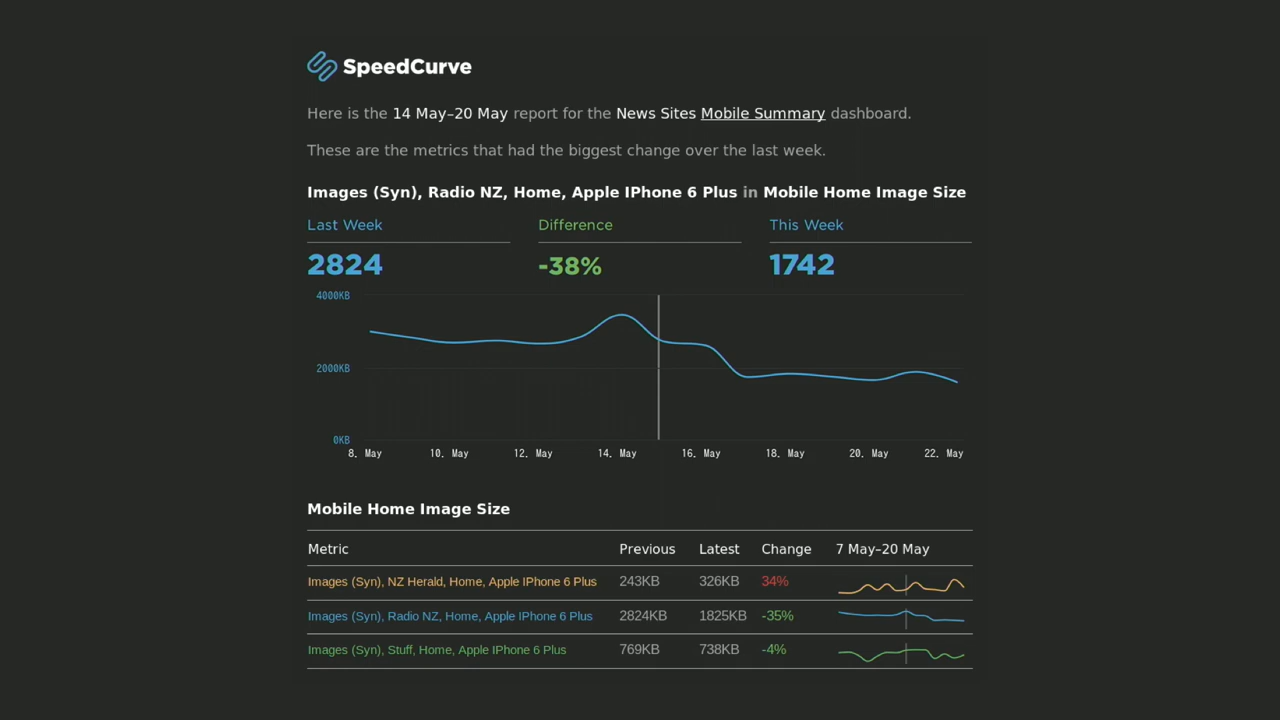 SpeedCurve
Here is the 14 May–20 May report for the News Sites Mobile Summary dashboard.
These are the metrics that had the biggest change over the last week.
Images (Syn), Radio NZ, Home, Apple IPhone 6 Plus in Mobile Home Image Size
Last Week Difference This Week
2824 -38% 1742
4000KB
2000KB
0KB
8. May 10. May 12. May 14. May 16. May 18. May 20. May 22. May
Mobile Home Image Size
Metric Previous Latest Change 7 May–20 May
Images (Syn), NZ Herald, Home, Apple IPhone 6 Plus 243KB 326KB 34%
Images (Syn), Radio NZ, Home, Apple IPhone 6 Plus 2824KB 1825KB -35%
Images (Syn), Stuff, Home, Apple IPhone 6 Plus 769KB 738KB -4%